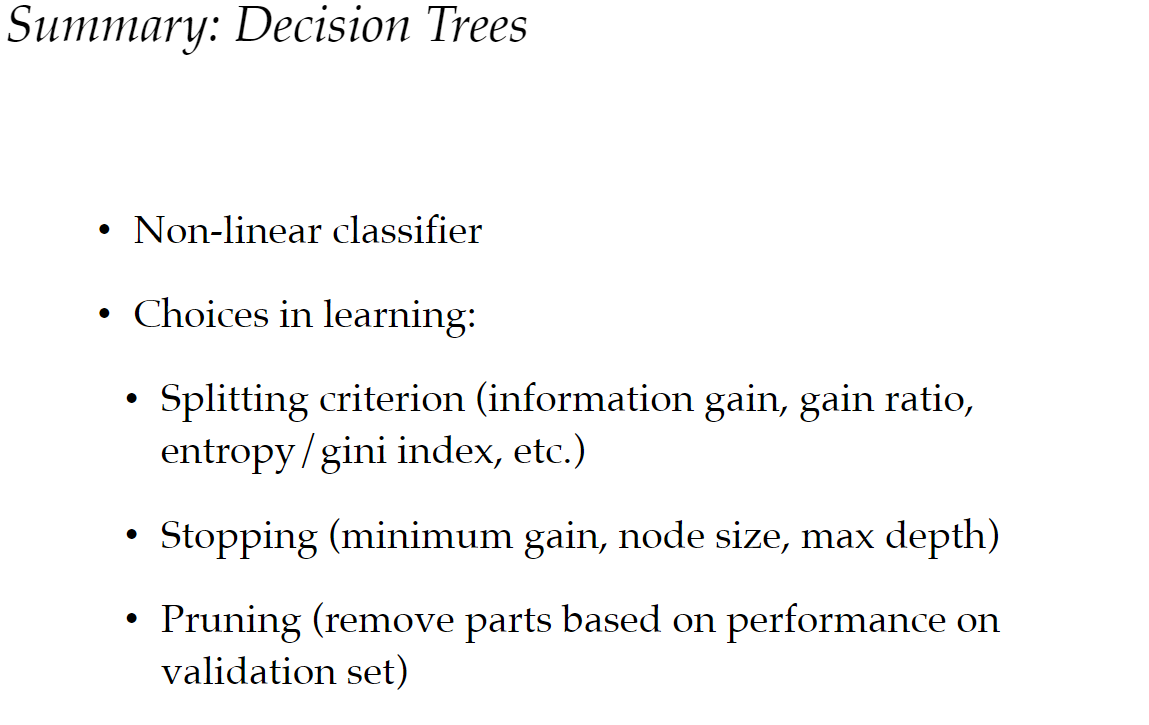 Summary: Decision Trees
• Non-linear classifier
• Choices in learning:
• Splitting criterion (information gain, gain ratio,
entropy/gini index, etc.)
• Stopping (minimum gain, node size, max depth)
• Pruning (remove parts based on performance on
validation set)